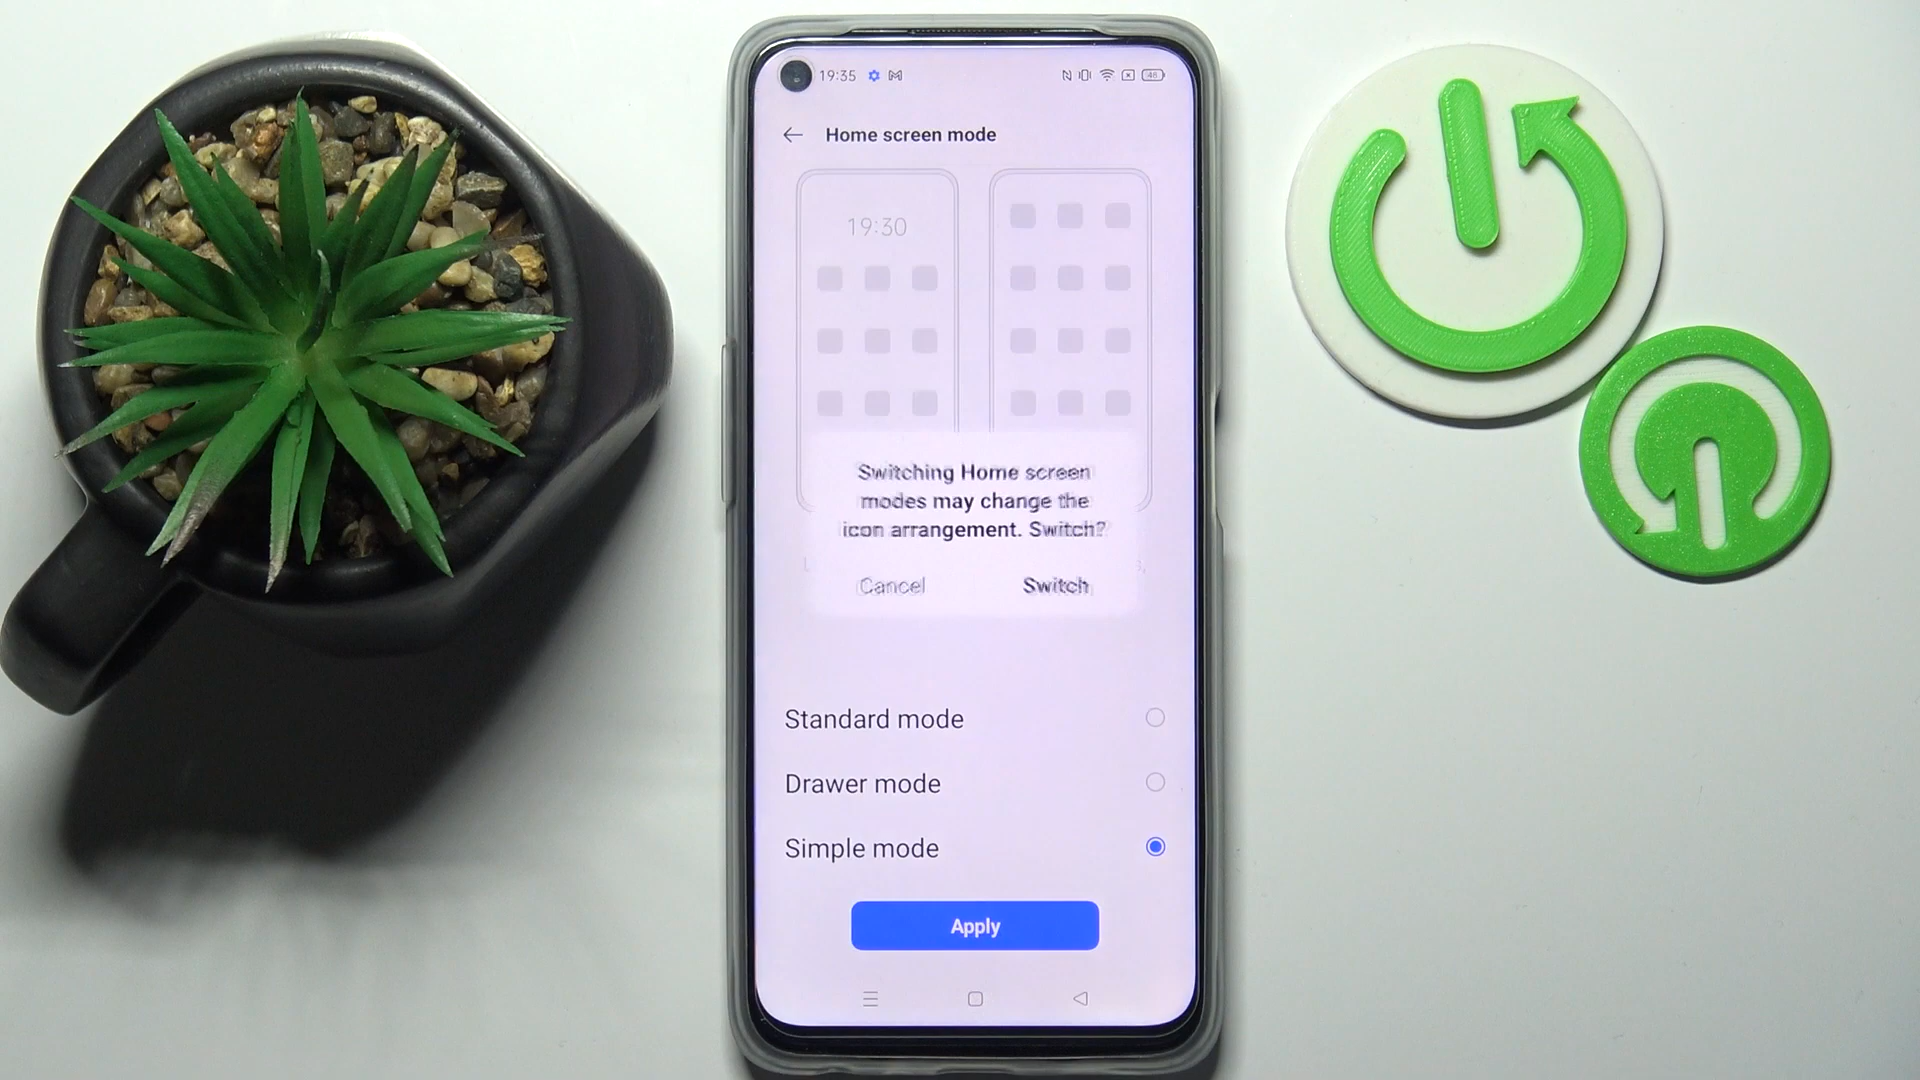 19:35
48
Home screen mode
19:30
Switching Home screen
modes may change the
icon arrangement. Switch?
Cancel
Switch
Standard mode
Drawer mode
Simple mode
Apply